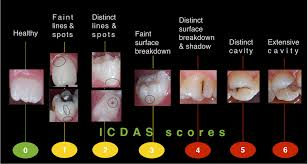 Healthy
Faint
lines &
spots
Distinct
lines &
spots
Faint
surface
breakdown
Distinct
surface
breakdown
& shadow
Distinct
cavity
Extensive
cavity
ICDAS scores
0
1
2
3
4
5
6